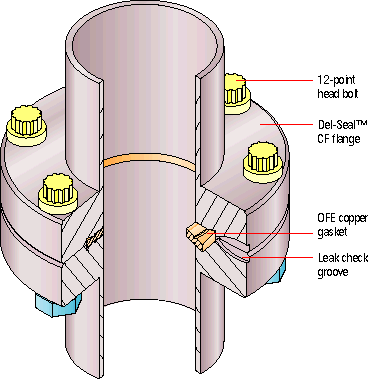 12-point
head bolt
Del-Seal™
CF flange
OFE copper
gasket
Leak check
groove